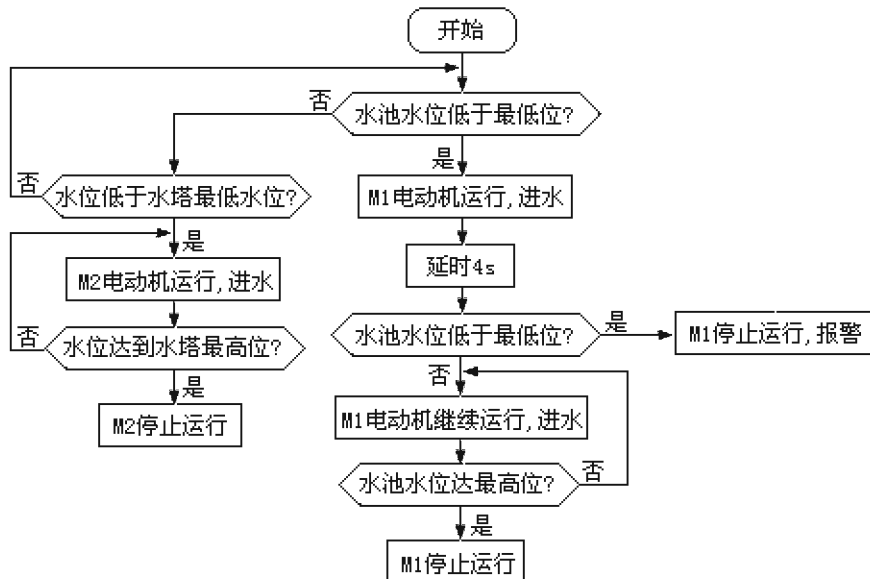 开始
否
水池水位低于最低位?
是
否
水位低于水塔最低水位?
M1电动机运行,进水
是
延时4s
M2电动机运行,进水
否
水位达到水塔最高位?
水池水位低于最低位?
是
M1停止运行,报警
是
否
M2停止运行
M1电动机继续运行,进水
水池水位达最高位?
否
是
M1停止运行